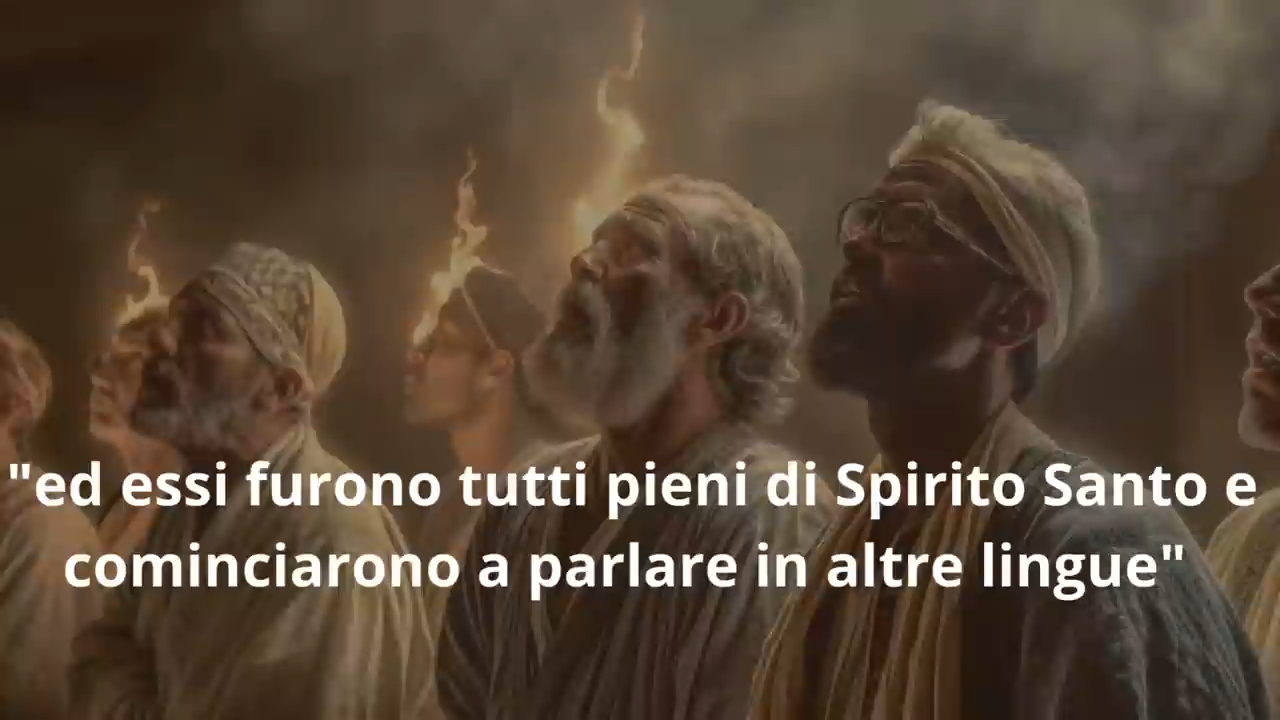 "ed essi furono tutti pieni di Spirito Santo e
cominciarono a parlare in altre lingue"